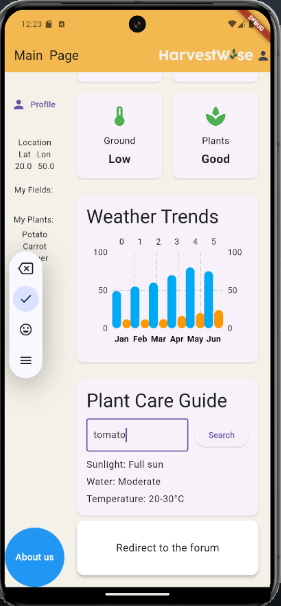 12:23
DEBUG
Main Page
HarvestWise
Profile
Location
Lat Lon
20.0 50.0
My Fields:
My Plants:
Potato
Carrot
Ground
Low
Plants
Good
Weather Trends
0 1 2 3 4 5
100 100
50 50
0 0
Jan Feb Mar Apr May Jun
Plant Care Guide
tomato
Search
Sunlight: Full sun
Water: Moderate
Temperature: 20-30°C
Redirect to the forum
About us